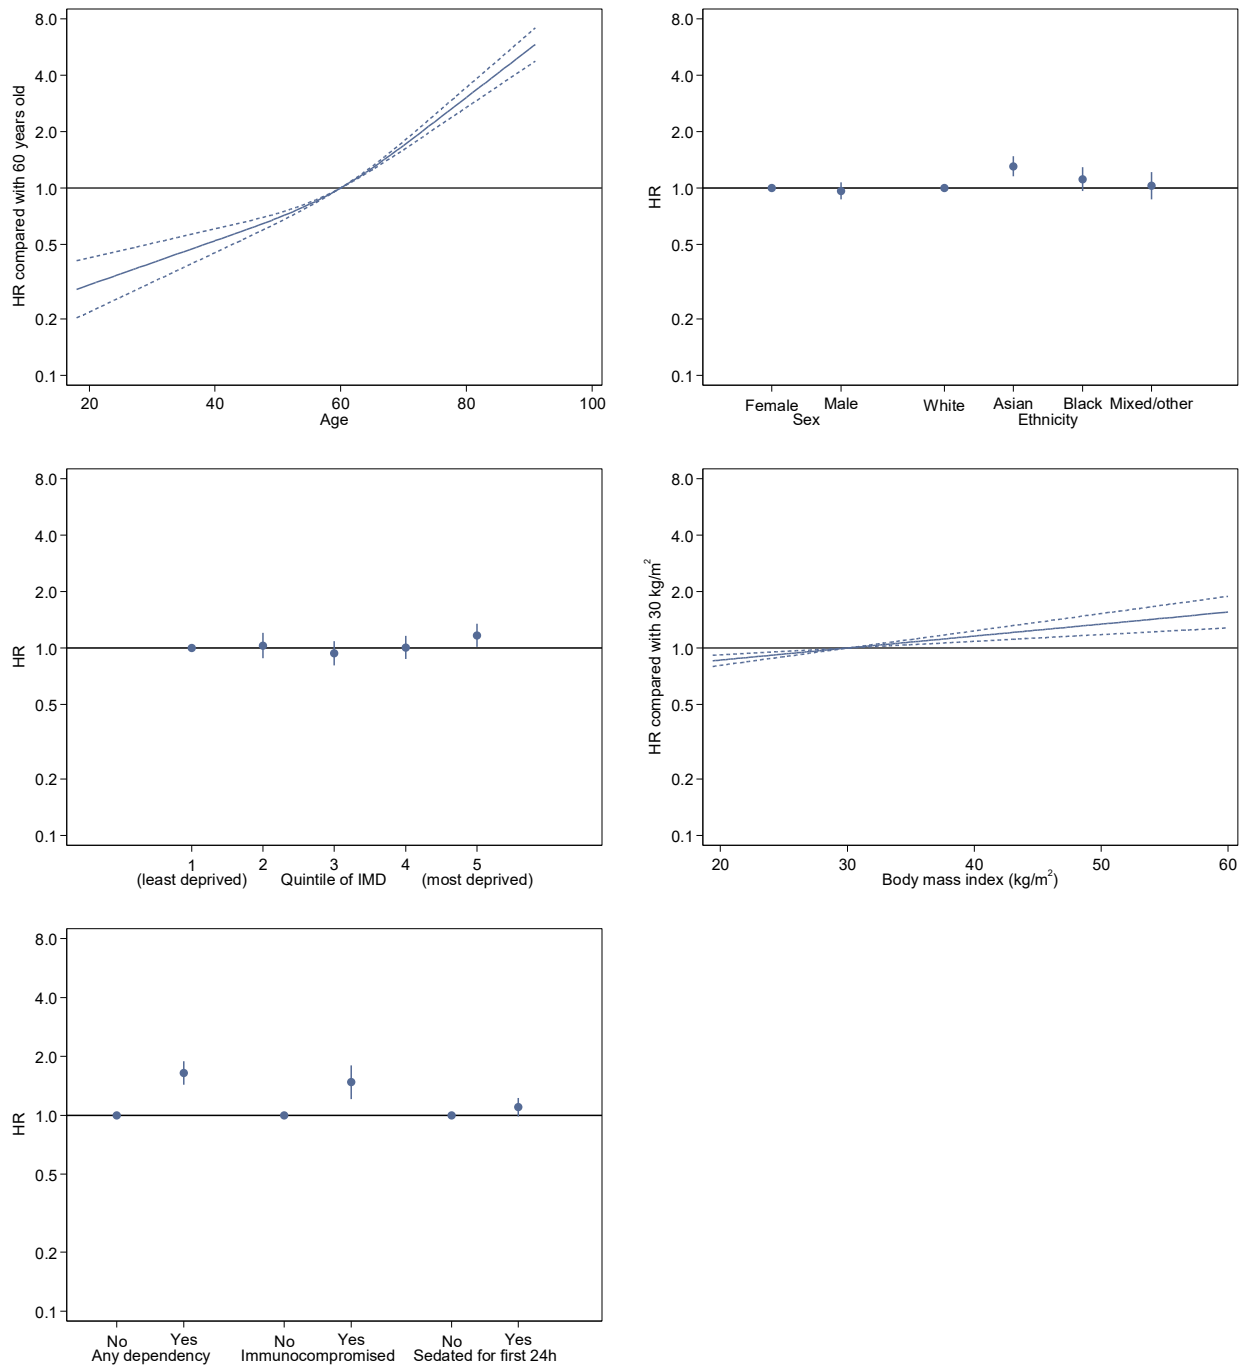 HR compared with 60 years old
8.0
4.0
2.0
1.0
0.5
0.2
0.1
20 40 60 80 100
Age
HR
8.0
4.0
2.0
1.0
0.5
0.2
0.1
Female Male White Asian Black Mixed/other
Sex Ethnicity
HR
8.0
4.0
2.0
1.0
0.5
0.2
0.1
1 2 3 4 5
(least deprived) Quintile of IMD (most deprived)
HR compared with 30 kg/m²
8.0
4.0
2.0
1.0
0.5
0.2
0.1
20 30 40 50 60
Body mass index (kg/m²)
HR
8.0
4.0
2.0
1.0
0.5
0.2
0.1
No Yes No Yes No Yes
Any dependency Immunocompromised Sedated for first 24h